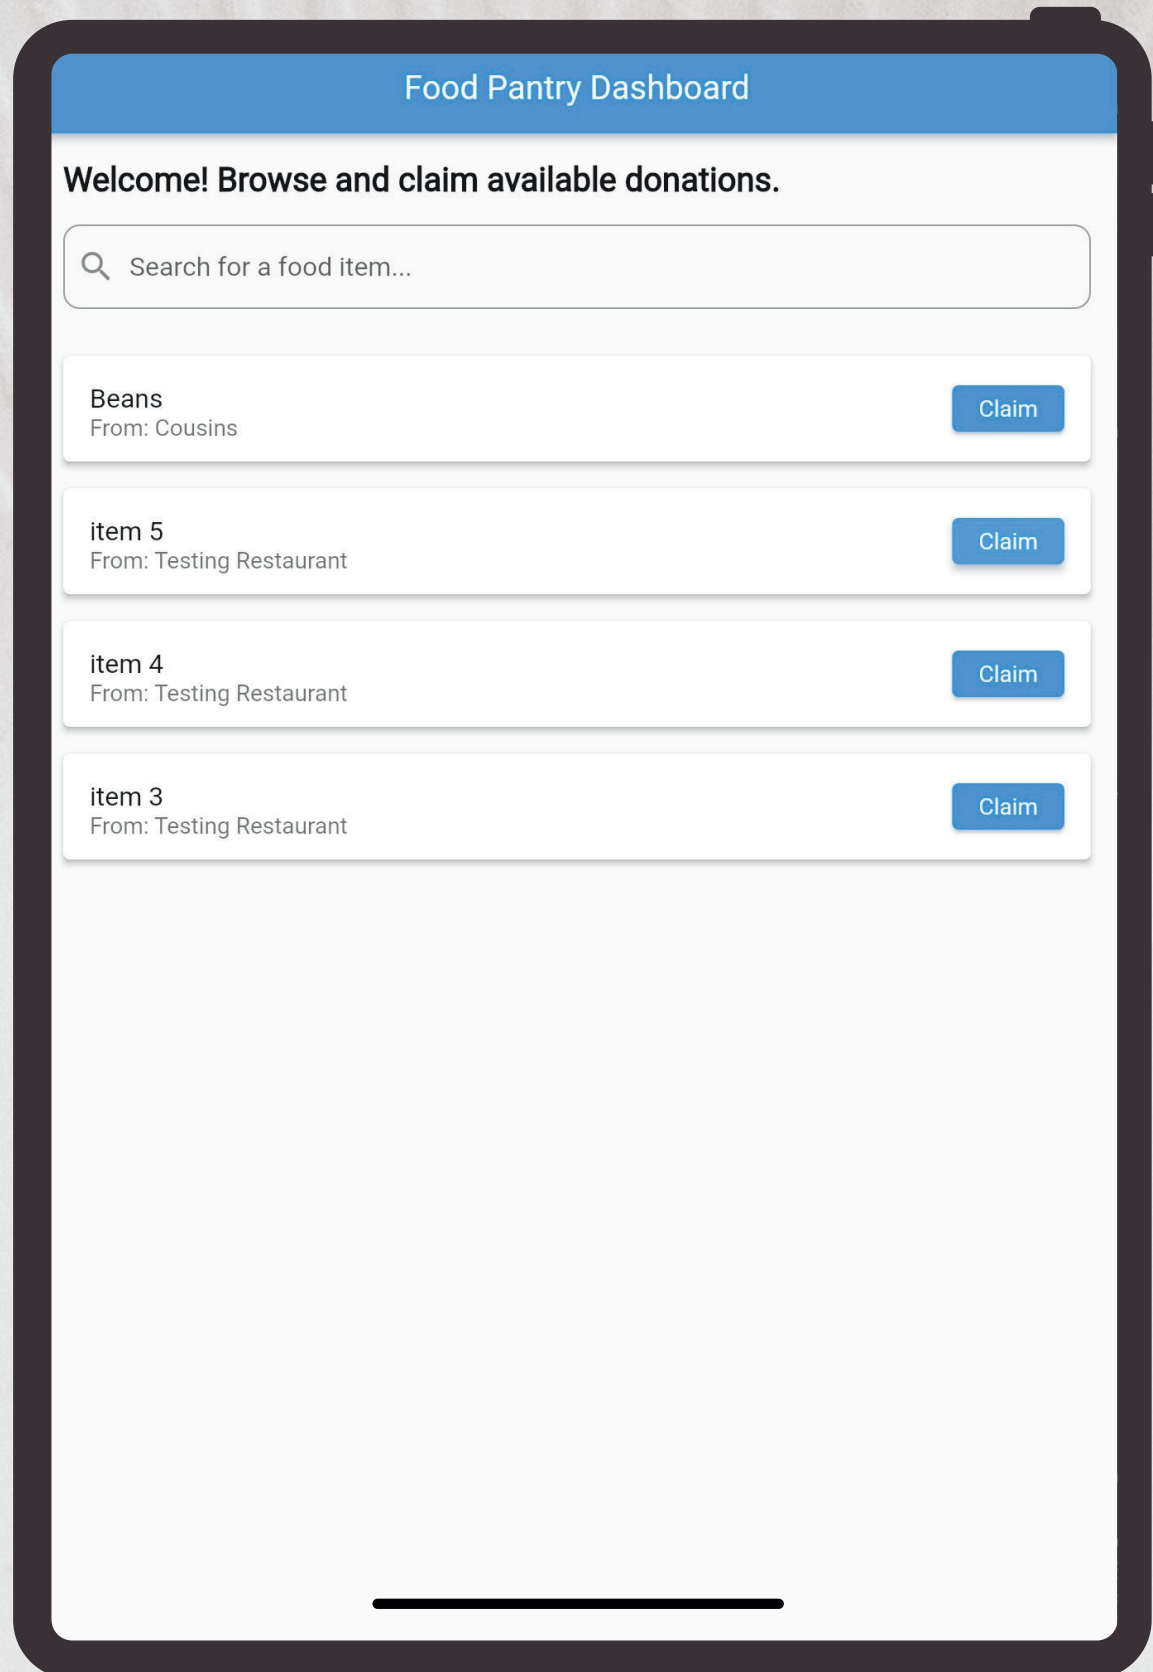 Food Pantry Dashboard
Welcome! Browse and claim available donations.
Search for a food item...
Beans
From: Cousins
Claim
item 5
From: Testing Restaurant
Claim
item 4
From: Testing Restaurant
Claim
item 3
From: Testing Restaurant
Claim